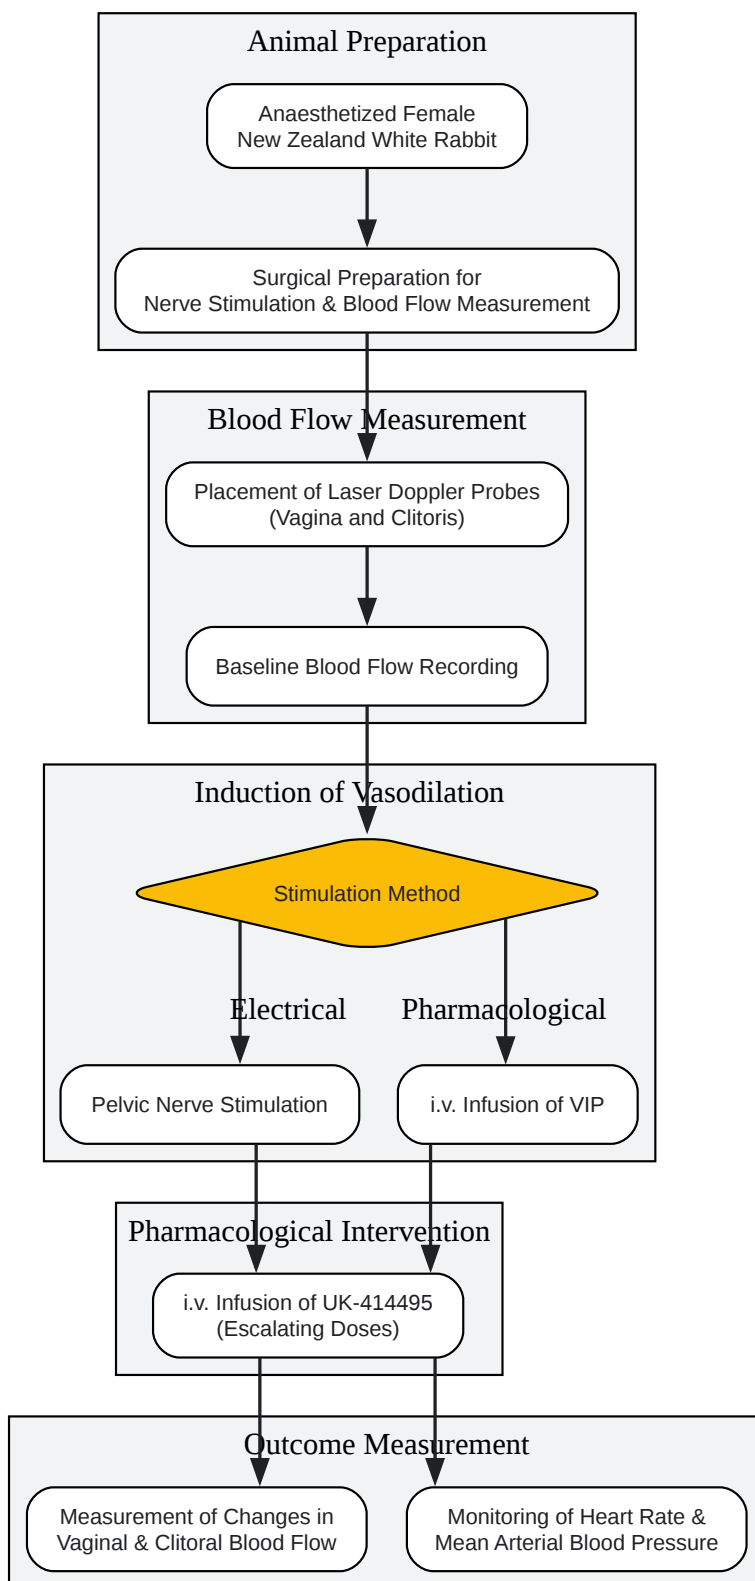 Animal Preparation
Anaesthetized Female
New Zealand White Rabbit
Surgical Preparation for
Nerve Stimulation & Blood Flow Measurement
Blood Flow Measurement
Placement of Laser Doppler Probes
(Vagina and Clitoris)
Baseline Blood Flow Recording
Induction of Vasodilation
Stimulation Method
Electrical
Pharmacological
Pelvic Nerve Stimulation
i.v. Infusion of VIP
Pharmacological Intervention
i.v. Infusion of UK-414495
(Escalating Doses)
Outcome Measurement
Measurement of Changes in
Vaginal & Clitoral Blood Flow
Monitoring of Heart Rate &
Mean Arterial Blood Pressure